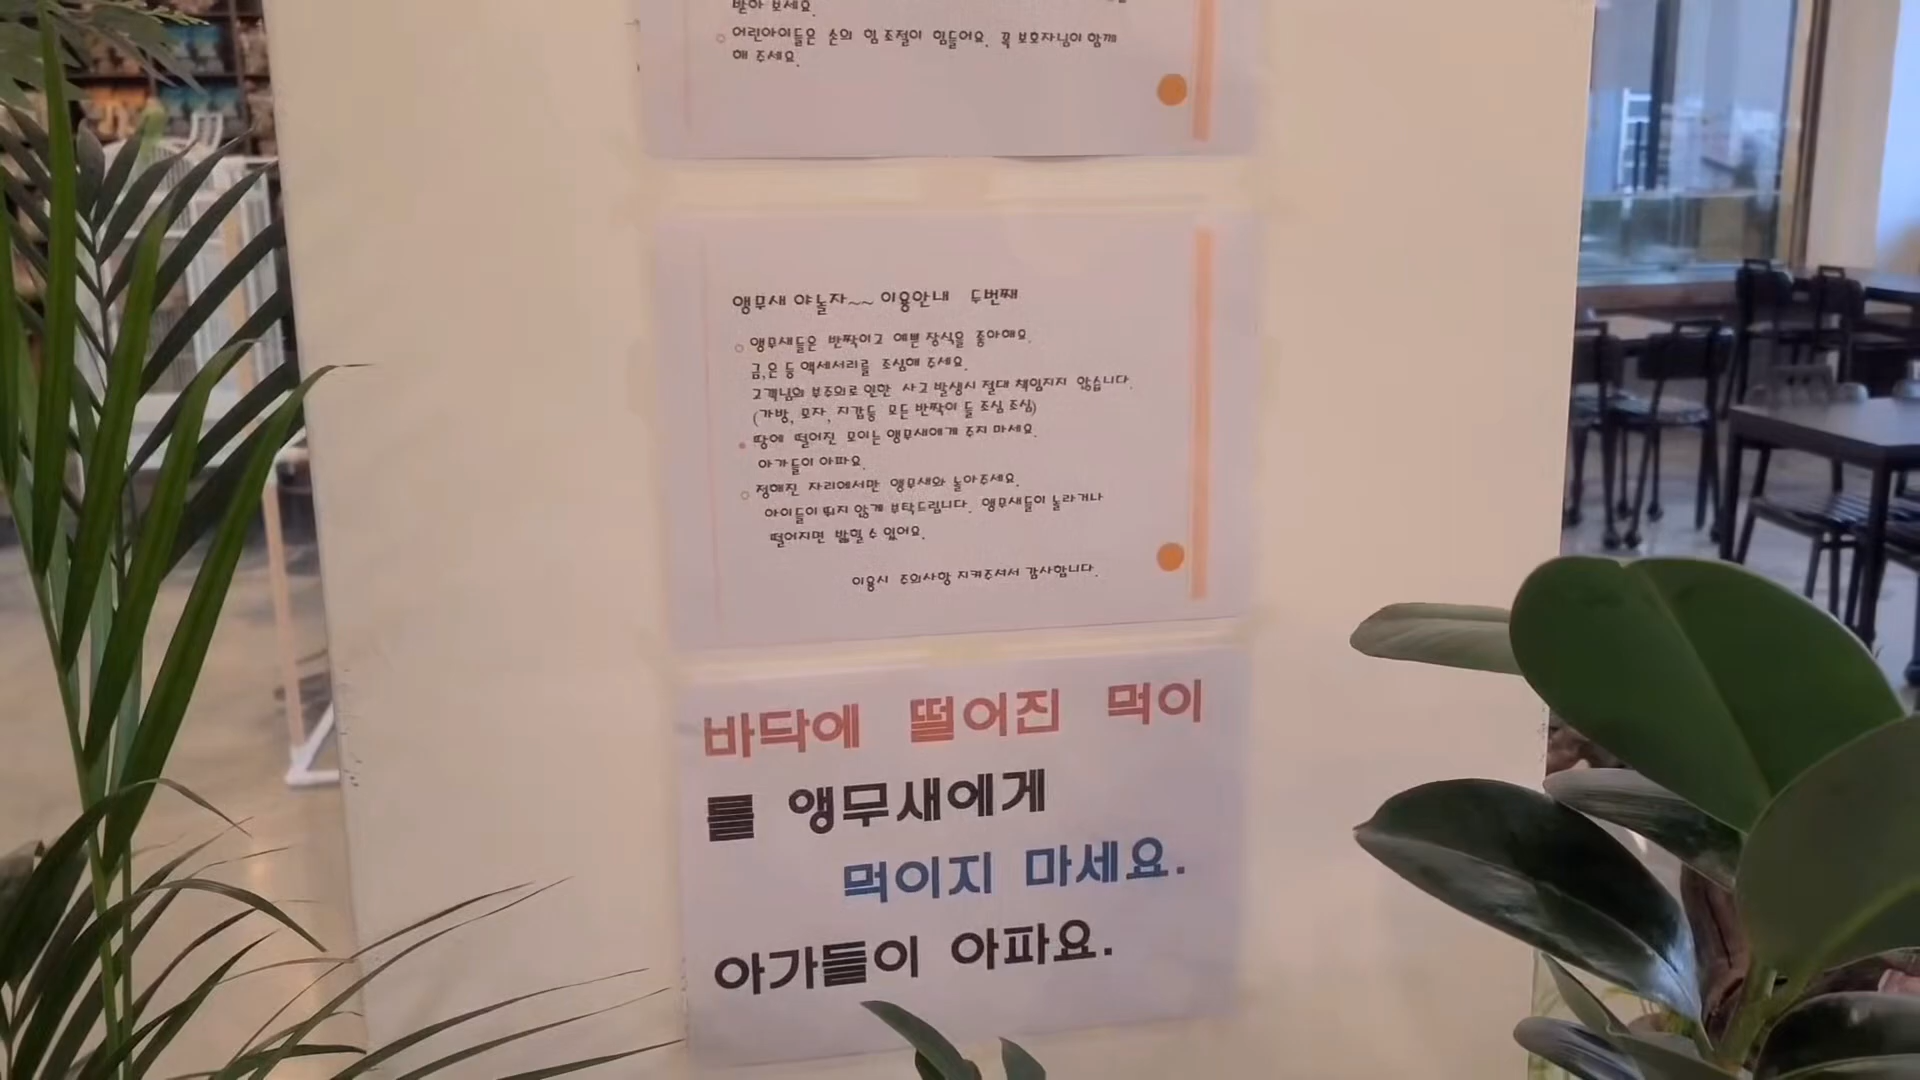 받아 보세요.
어린아이들은 손의 힘 조절이 힘들어요. 꼭 보호자님이 함께
해 주세요.
앵무새 야놀자~~ 이용안내 두번째
앵무새들은 반짝이고 예쁜 장식을 좋아해요.
금,은 등 액세서리를 조심해 주세요.
고객님의 부주의로 인한 사고 발생시 절대 책임지지 않습니다.
(가방, 모자, 지갑등 모든 반짝이 들 조심 조심)
땅에 떨어진 모이는 앵무새에게 주지 마세요.
아가들이 아파요.
정해진 자리에서만 앵무새와 놀아주세요.
아이들이 뛰지 않게 부탁드립니다. 앵무새들이 놀라거나
떨어지면 밟힐 수 있어요.
이용시 주의사항 지켜주셔서 감사합니다.
바닥에 떨어진 먹이
를 앵무새에게
먹이지 마세요.
아가들이 아파요.